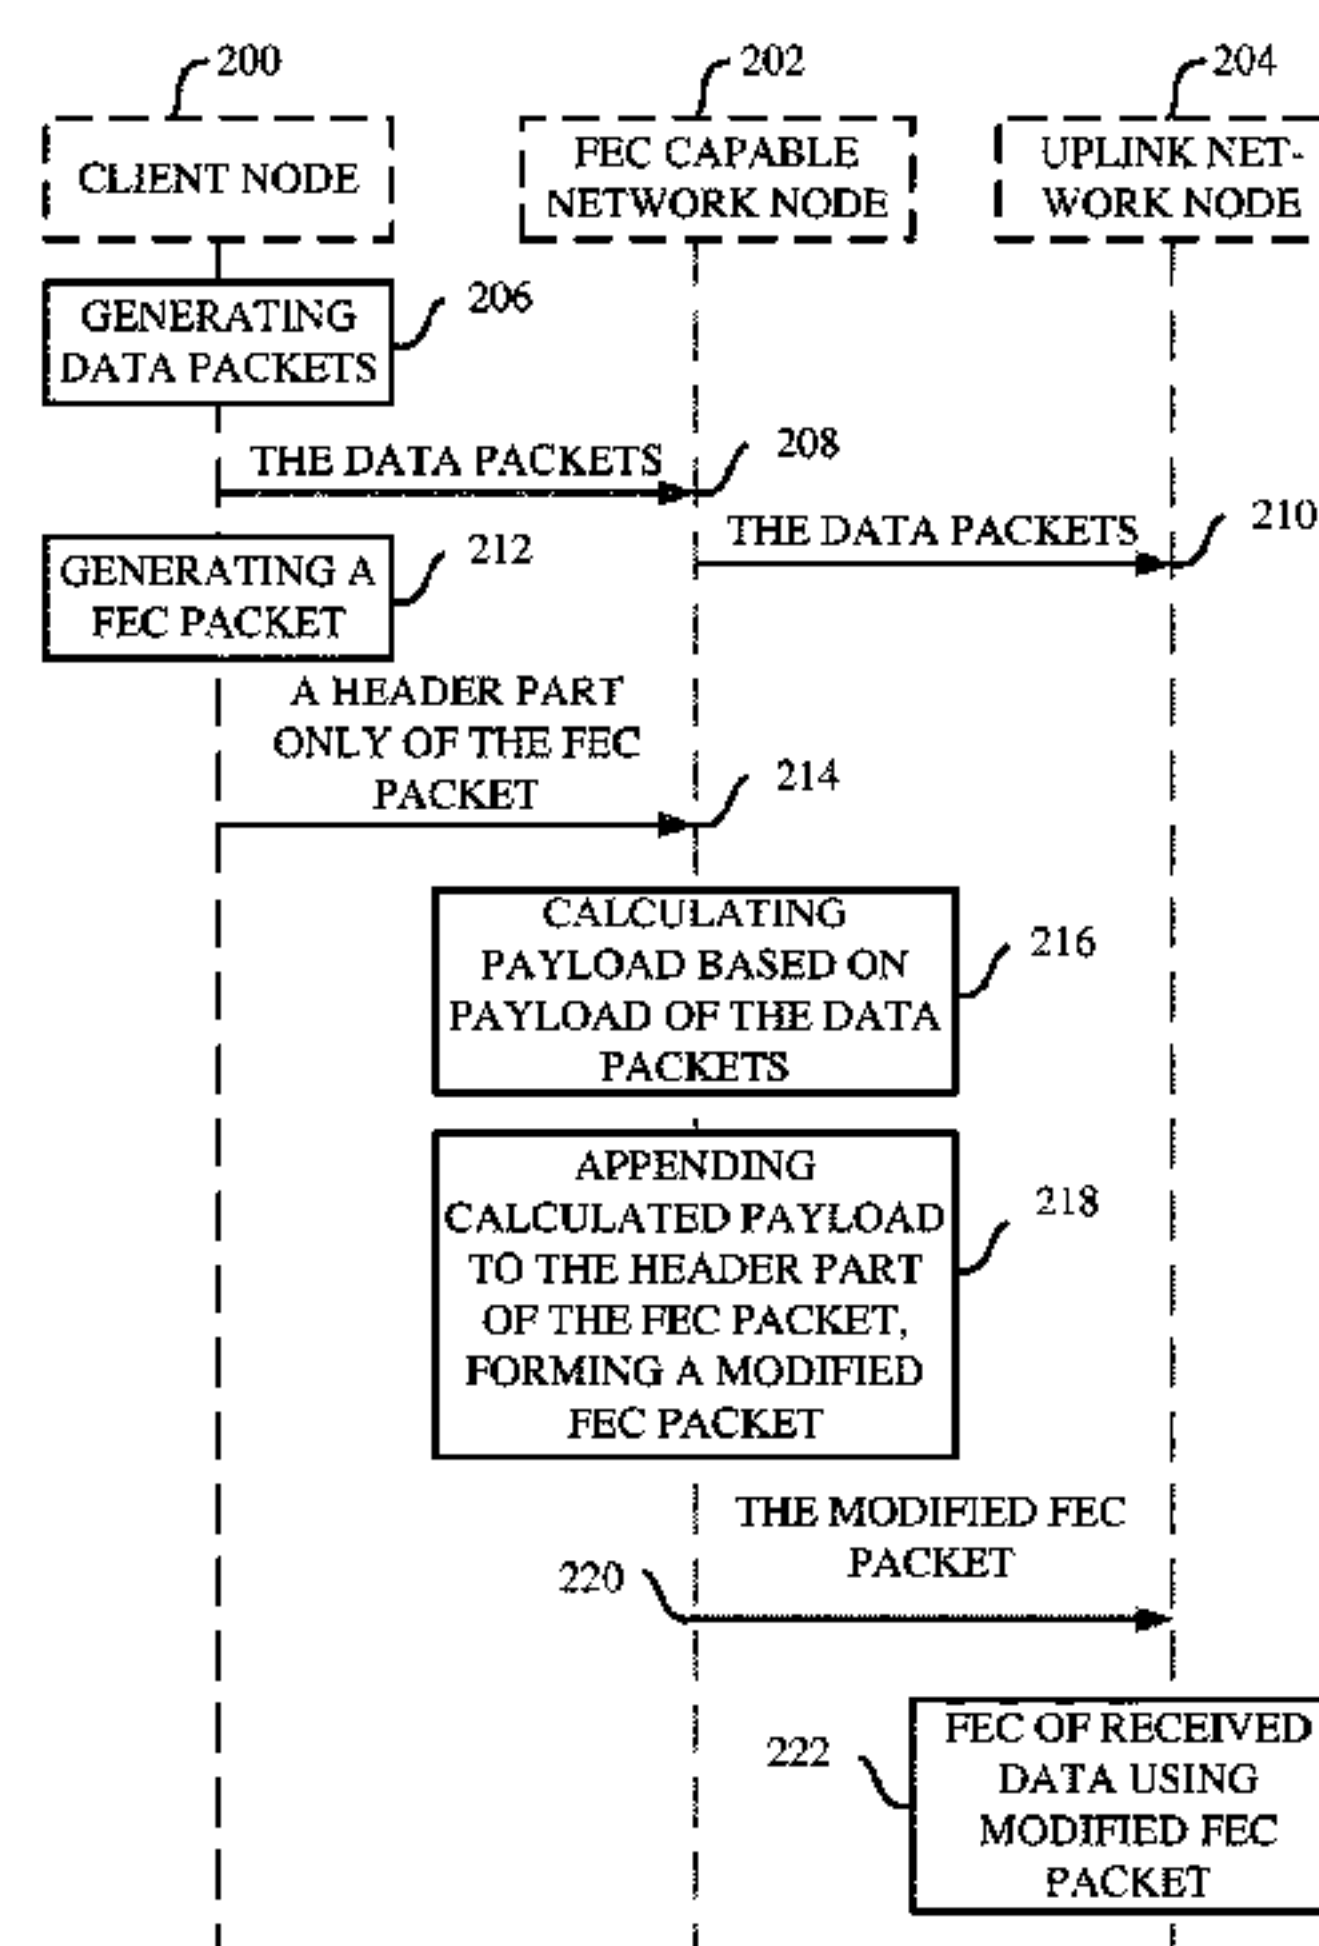 200
202
204
CLIENT NODE
FEC CAPABLE
NETWORK NODE
UPLINK NET-
WORK NODE
GENERATING
DATA PACKETS
206
THE DATA PACKETS
208
THE DATA PACKETS
210
GENERATING A
FEC PACKET
212
A HEADER PART
ONLY OF THE FEC
PACKET
214
CALCULATING
PAYLOAD BASED ON
PAYLOAD OF THE DATA
PACKETS
216
APPENDING
CALCULATED PAYLOAD
TO THE HEADER PART
OF THE FEC PACKET,
FORMING A MODIFIED
FEC PACKET
218
THE MODIFIED FEC
PACKET
220
FEC OF RECEIVED
DATA USING
MODIFIED FEC
PACKET
222